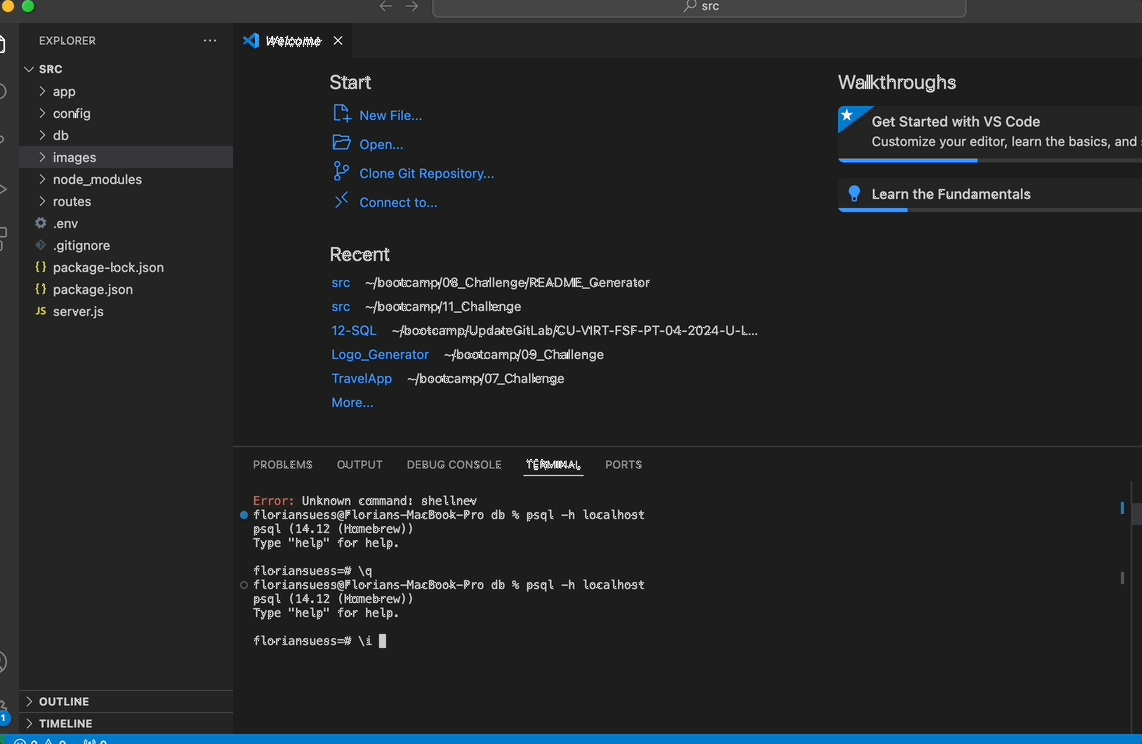 src
EXPLORER ...
SRC
app
config
db
images
node_modules
routes
.env
.gitignore
{} package-lock.json
{} package.json
JS server.js
OUTLINE
TIMELINE
1
Welcome
Start
New File...
Open...
Clone Git Repository...
Connect to...
Recent
src ~/bootcamp/08_Challenge/README_Generator
src ~/bootcamp/11_Challenge
12-SQL ~/bootcamp/UpdateGitLab/CU-VIRT-FSF-PT-04-2024-U-L...
Logo_Generator ~/bootcamp/09_Challenge
TravelApp ~/bootcamp/07_Challenge
More...
Walkthroughs
Get Started with VS Code
Customize your editor, learn the basics, and
Learn the Fundamentals
PROBLEMS OUTPUT DEBUG CONSOLE TERMINAL PORTS
Error: Unknown command: shellnev
floriansuess@Florians-MacBook-Pro db % psql -h localhost
psql (14.12 (Homebrew))
Type "help" for help.
floriansuess=# \q
floriansuess@Florians-MacBook-Pro db % psql -h localhost
psql (14.12 (Homebrew))
Type "help" for help.
floriansuess=# \i